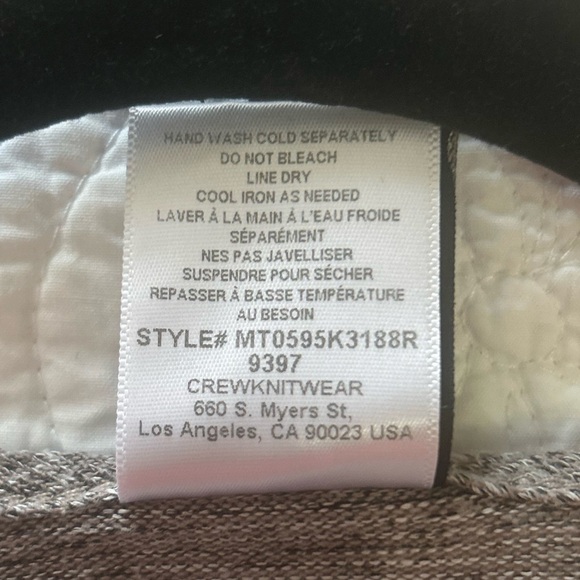 HAND WASH COLD SEPARATELY
DO NOT BLEACH
LINE DRY
COOL IRON AS NEEDED
LAVER À LA MAIN À L'EAU FROIDE
SÉPARÉMENT
NES PAS JAVELLISER
SUSPENDRE POUR SÉCHER
REPASSER À BASSE TEMPÉRATURE
AU BESOIN
STYLE# MT0595K3188R
9397
CREWKNITWEAR
660 S. Myers St,
Los Angeles, CA 90023 USA